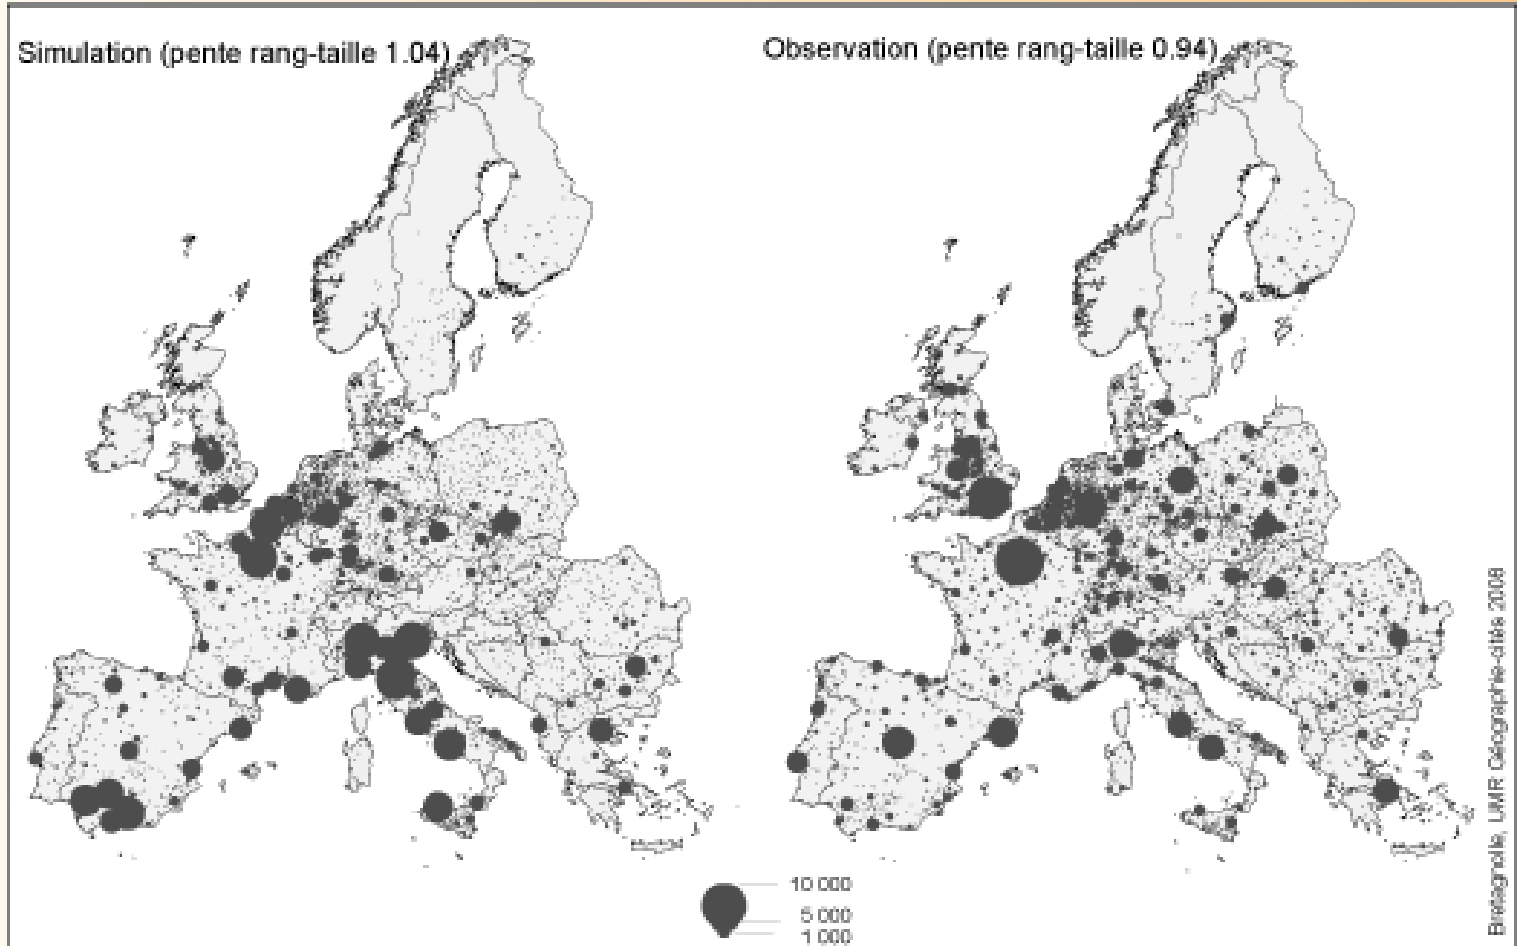 Simulation (pente rang-taille 1.04)
Observation (pente rang-taille 0.94)
10 000
5 000
1 000
Bretagnolle, UMR Géographie-cités 2008